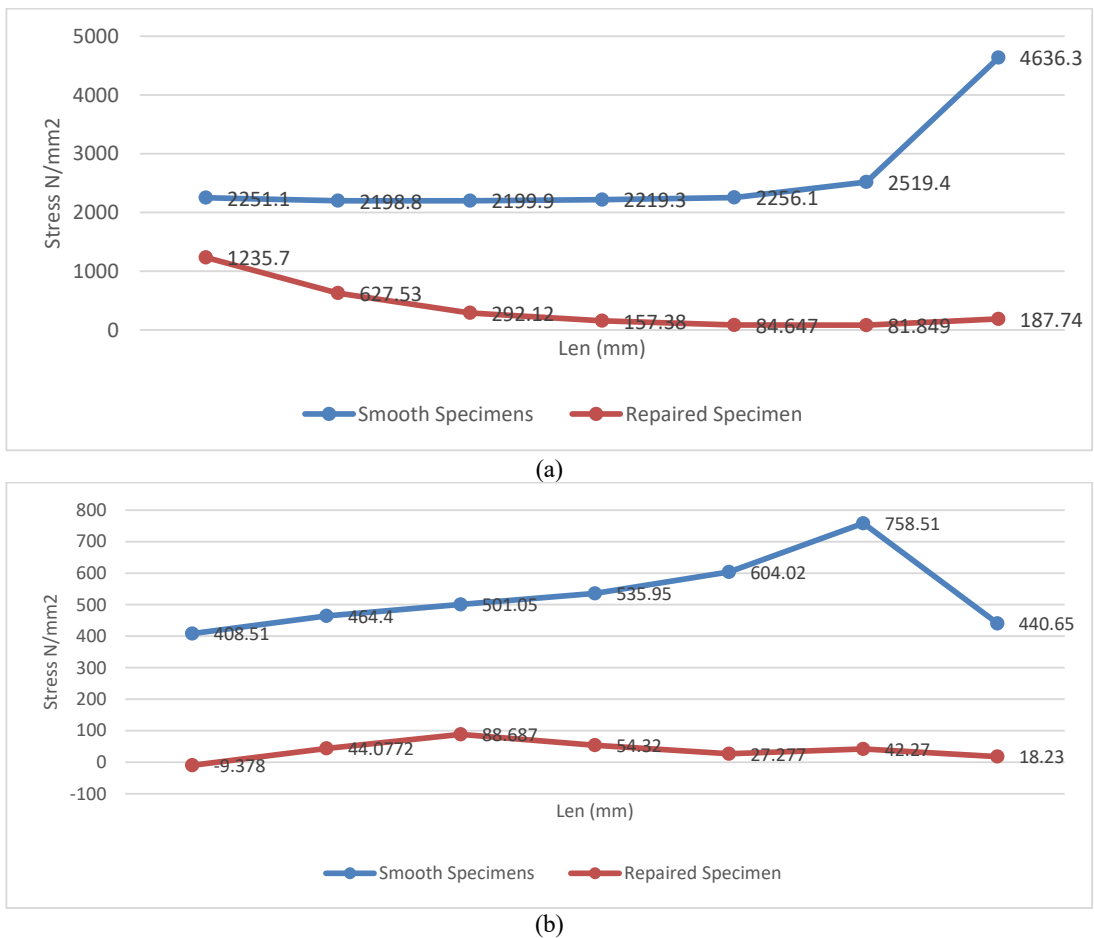 5000
4000
3000
2000
1000
0
Stress N/mm2
4636.3
2251.1 2198.8 2199.9 2219.3 2256.1 2519.4
1235.7 627.53 292.12 157.38 84.647 81.849 187.74
Len (mm)
Smooth Specimens Repaired Specimen
(a)
800
700
600
500
400
300
200
100
0
-100
Stress N/mm2
408.51 464.4 501.05 535.95 604.02 758.51 440.65
-9.378 44.0772 88.687 54.32 27.277 42.27 18.23
Len (mm)
Smooth Specimens Repaired Specimen
(b)